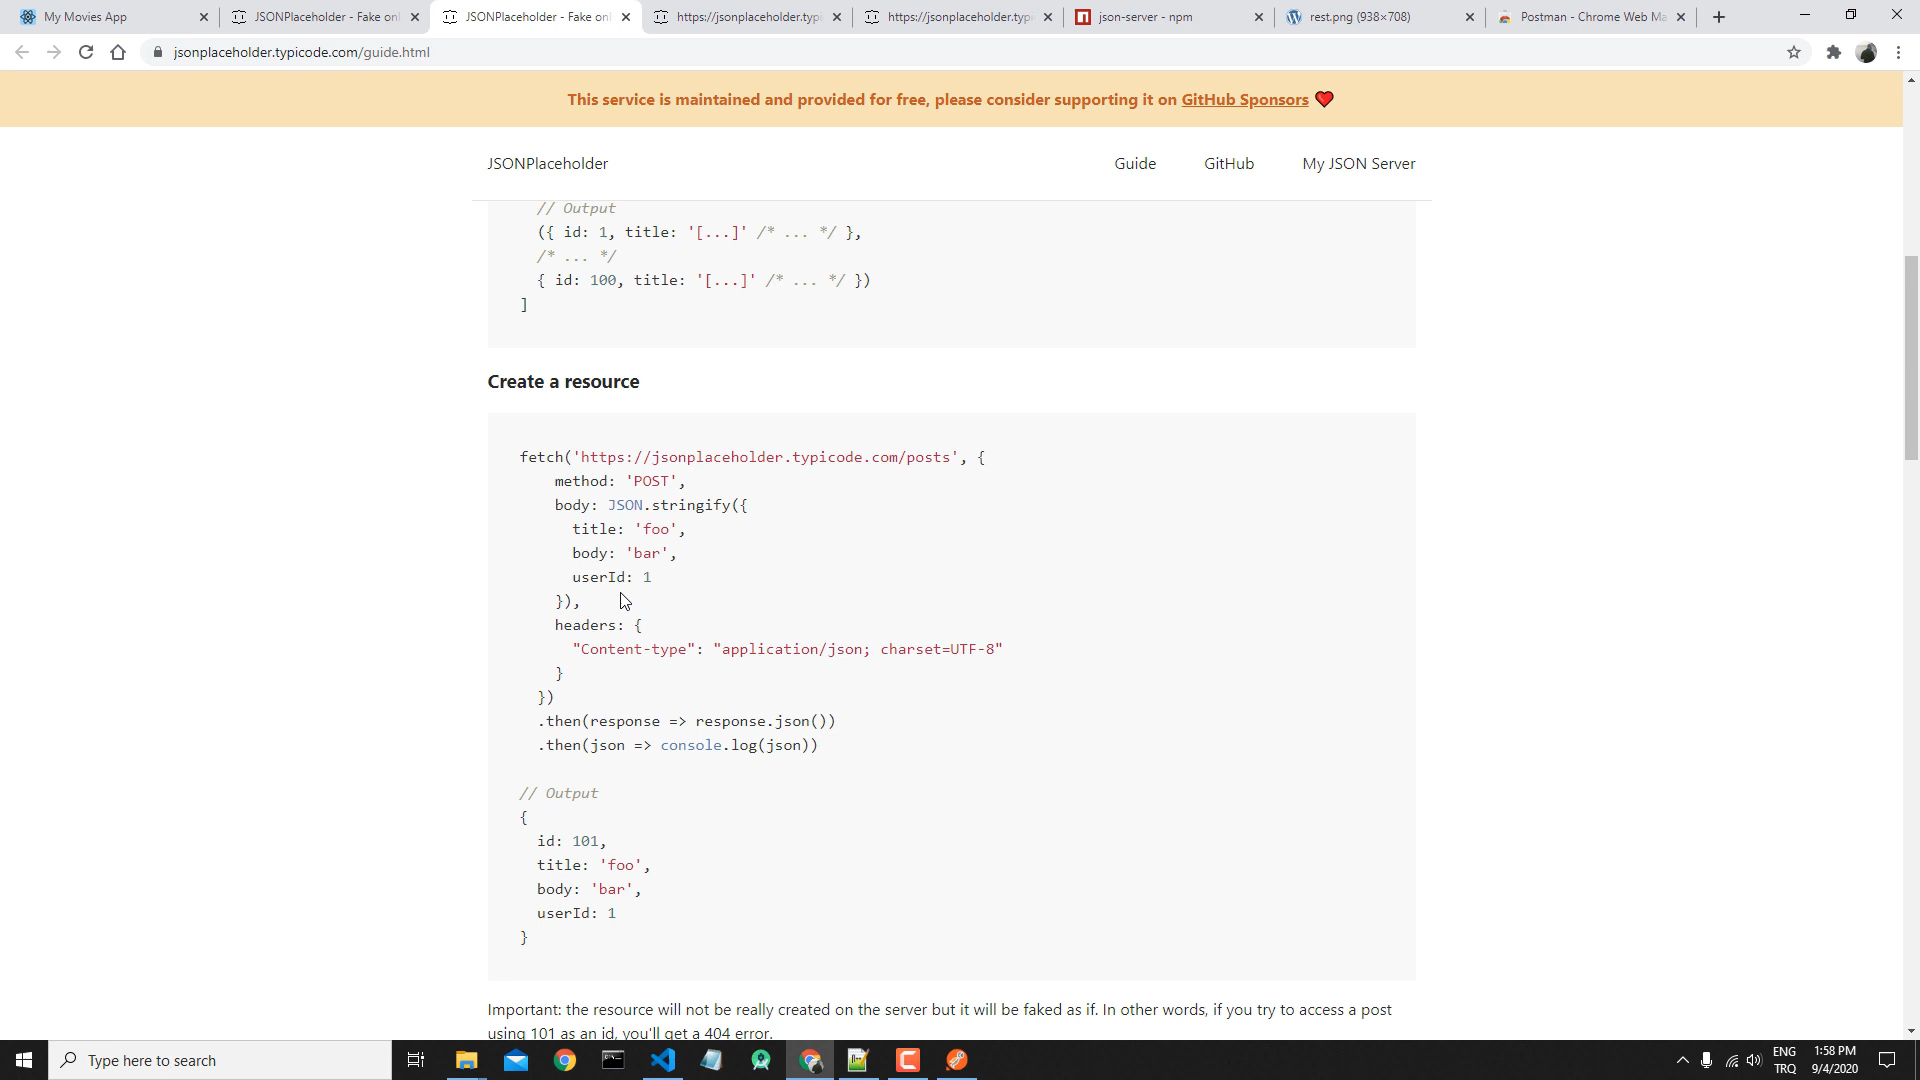 My Movies App
JSONPlaceholder - Fake onl
JSONPlaceholder - Fake onl
https://jsonplaceholder.typi
https://jsonplaceholder.typi
json-server - npm
rest.png (938×708)
Postman - Chrome Web Ma
jsonplaceholder.typicode.com/guide.html
This service is maintained and provided for free, please consider supporting it on GitHub Sponsors ❤️
JSONPlaceholder
Guide
GitHub
My JSON Server
// Output
({ id: 1, title: '[...]' /* ... */ },
/* ... */
{ id: 100, title: '[...]' /* ... */ })
]
Create a resource
fetch('https://jsonplaceholder.typicode.com/posts', {
method: 'POST',
body: JSON.stringify({
title: 'foo',
body: 'bar',
userId: 1
}),
headers: {
"Content-type": "application/json; charset=UTF-8"
}
})
.then(response => response.json())
.then(json => console.log(json))
// Output
{
id: 101,
title: 'foo',
body: 'bar',
userId: 1
}
Important: the resource will not be really created on the server but it will be faked as if. In other words, if you try to access a post
using 101 as an id, you'll get a 404 error.
Type here to search
ENG
TRQ
1:58 PM
9/4/2020